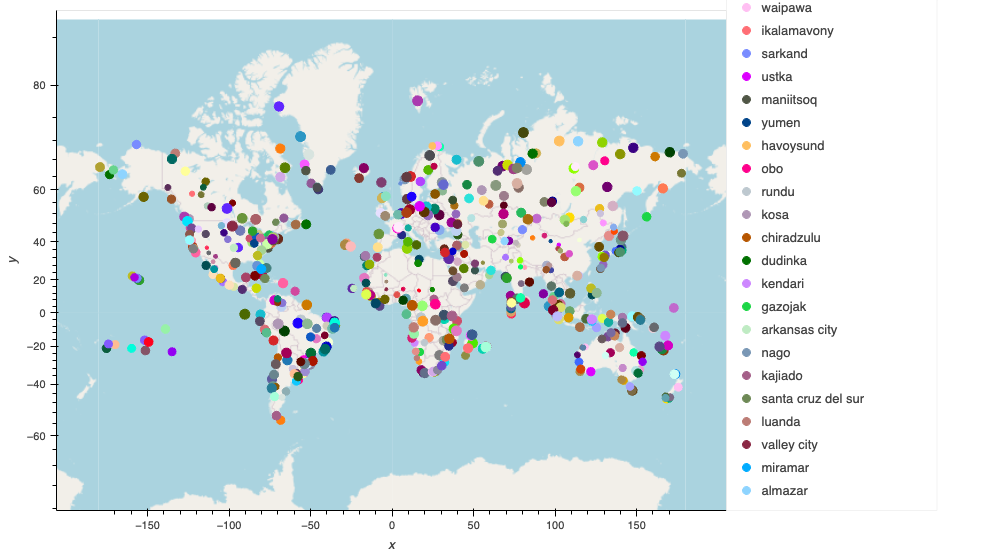 waipawa
ikalamavony
sarkand
ustka
maniitsoq
yumen
havoysund
obo
rundu
kosa
chiradzulu
dudinka
kendari
gazojak
arkansas city
nago
kajiado
santa cruz del sur
luanda
valley city
miramar
almazar
80
60
40
20
0
−20
−40
−60
y
−150
−100
−50
0
50
100
150
x